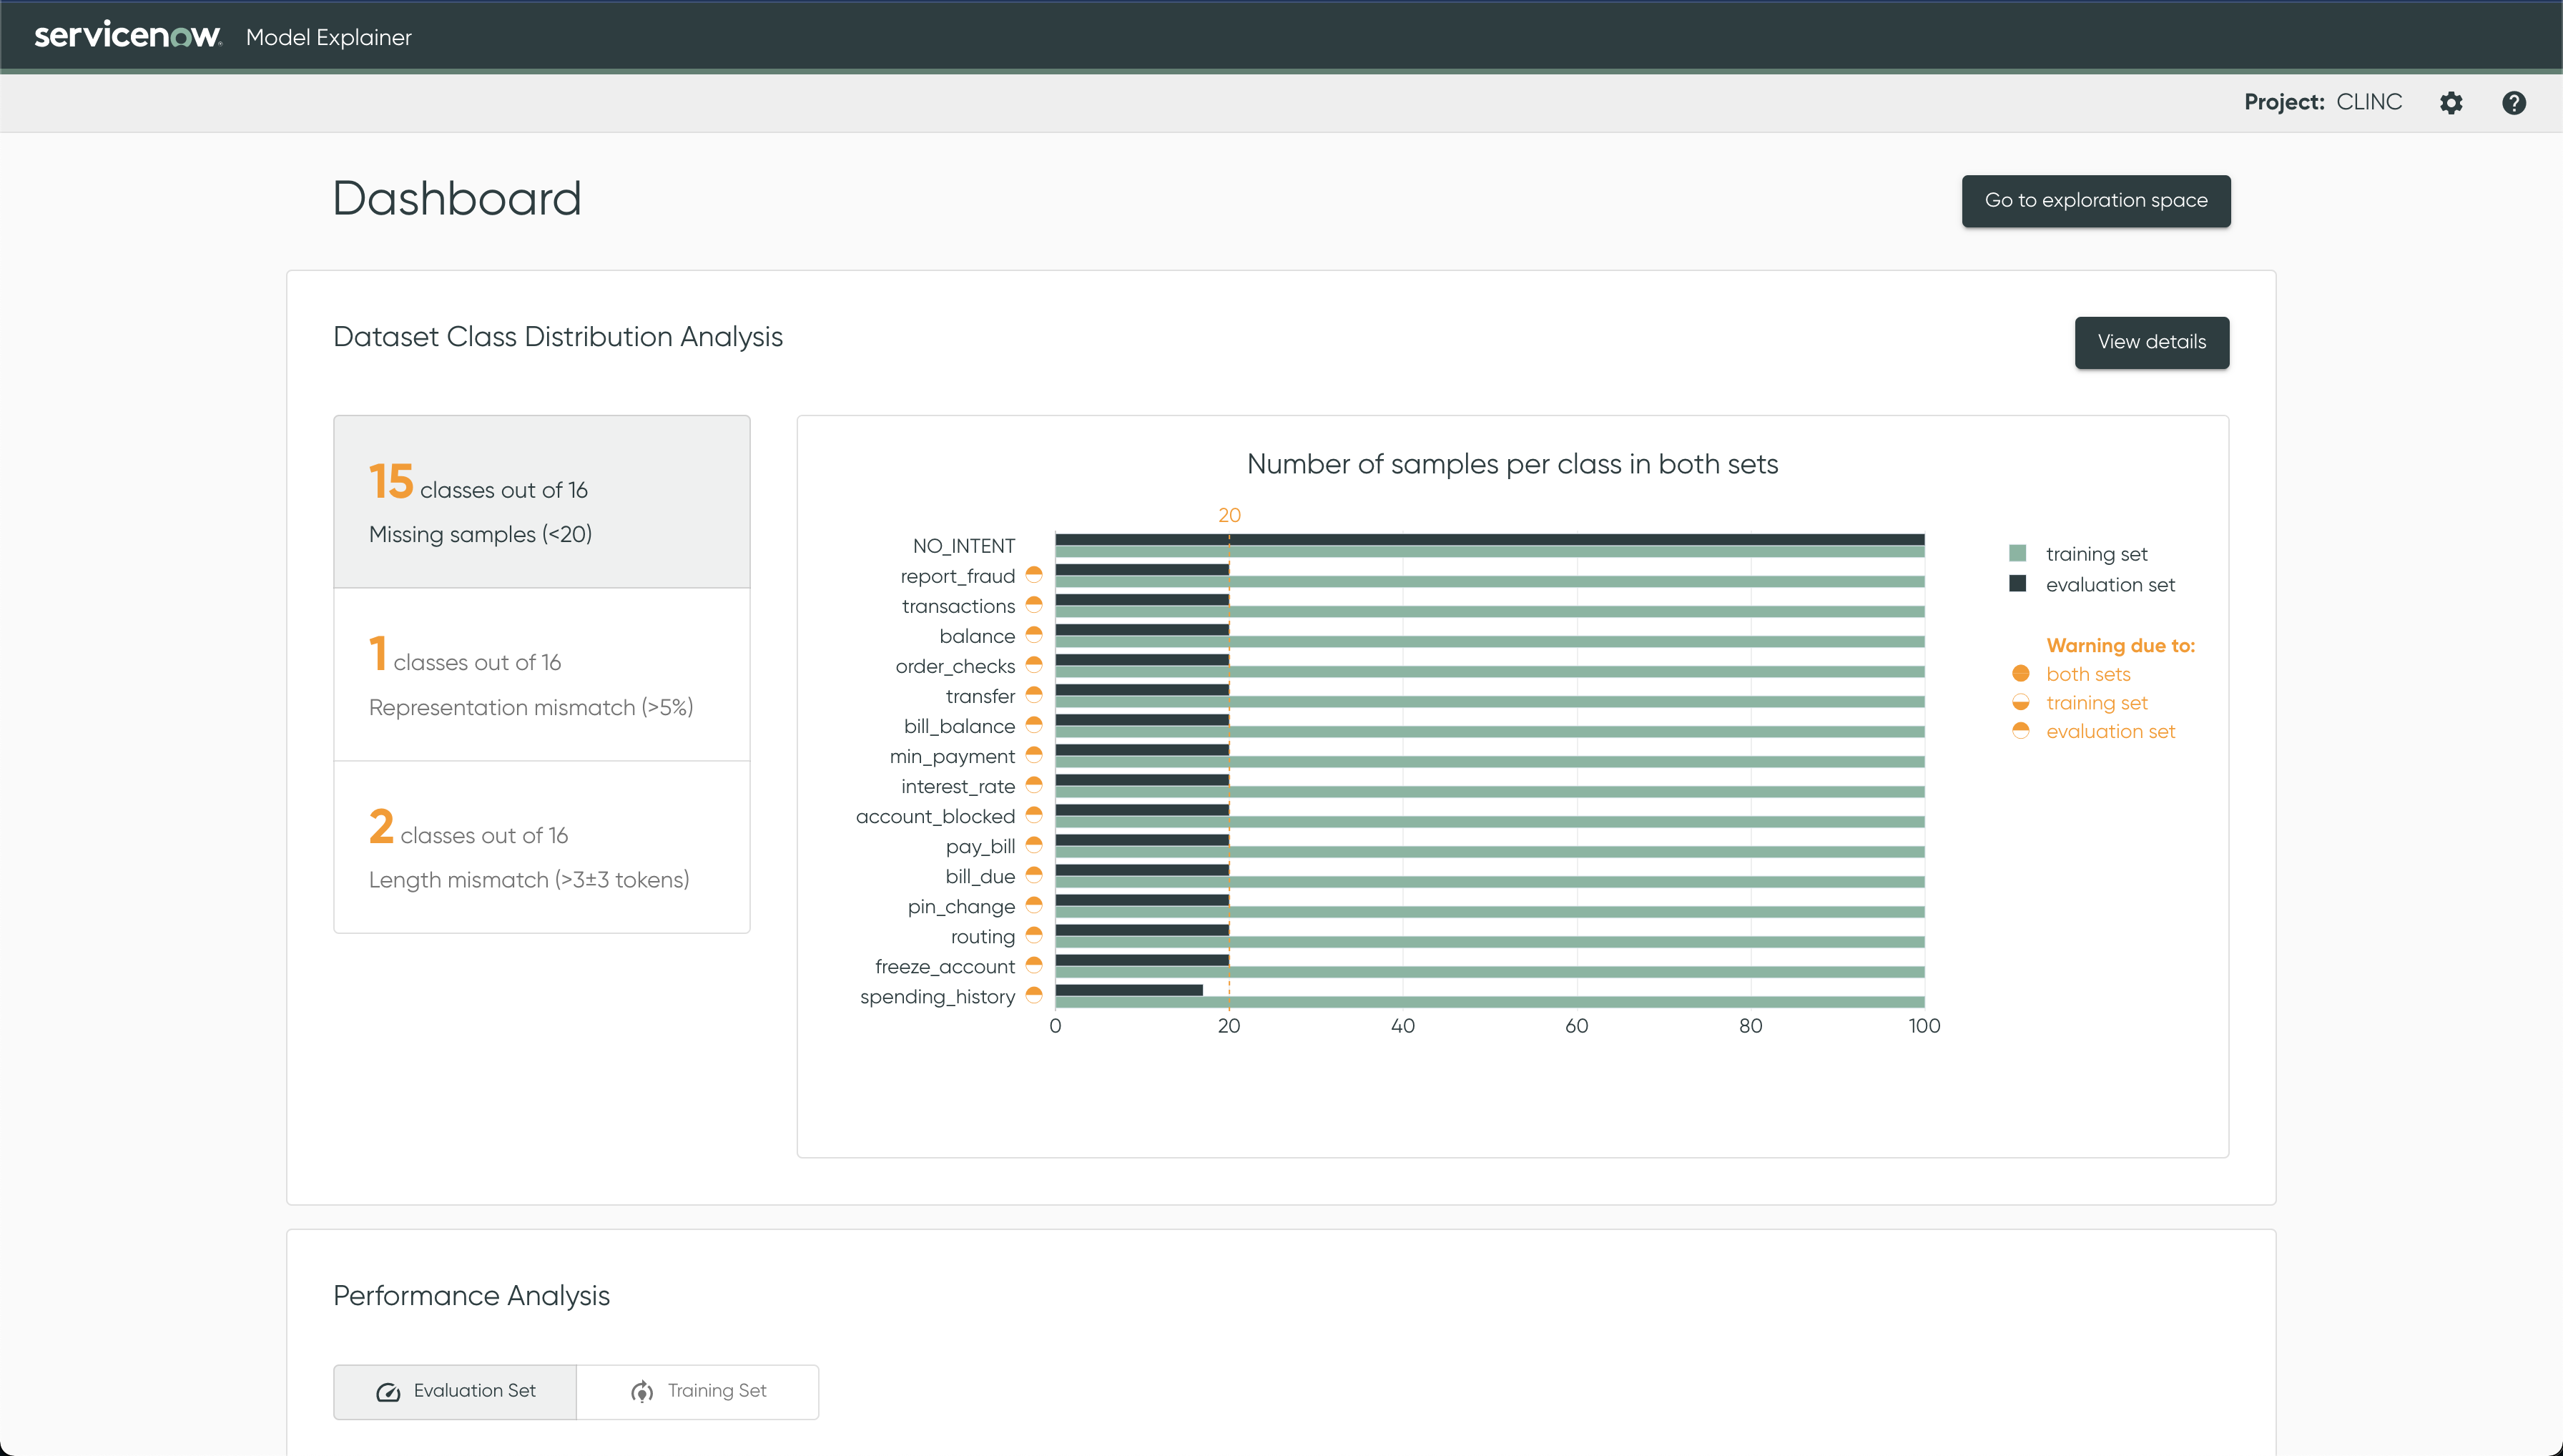 servicenow. Model Explainer
Project: CLINC
Dashboard
Go to exploration space
Dataset Class Distribution Analysis
View details
15 classes out of 16
Missing samples (<20)
1 classes out of 16
Representation mismatch (>5%)
2 classes out of 16
Length mismatch (>3±3 tokens)
Number of samples per class in both sets
20
NO_INTENT
report_fraud
transactions
balance
order_checks
transfer
bill_balance
min_payment
interest_rate
account_blocked
pay_bill
bill_due
pin_change
routing
freeze_account
spending_history
0 20 40 60 80 100
training set
evaluation set
Warning due to:
both sets
training set
evaluation set
Performance Analysis
Evaluation Set
Training Set